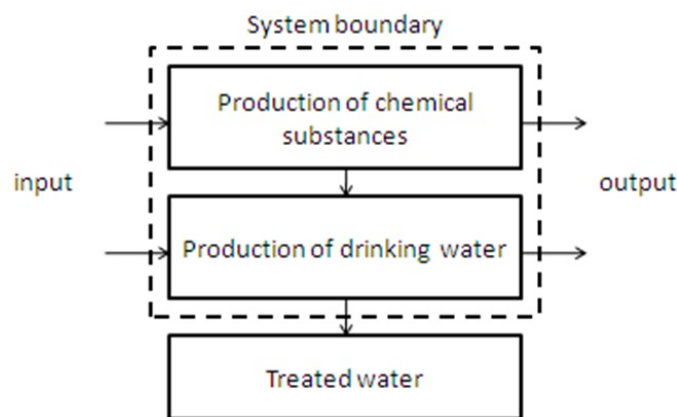 System boundary
Production of chemical
substances
input
output
Production of drinking water
Treated water